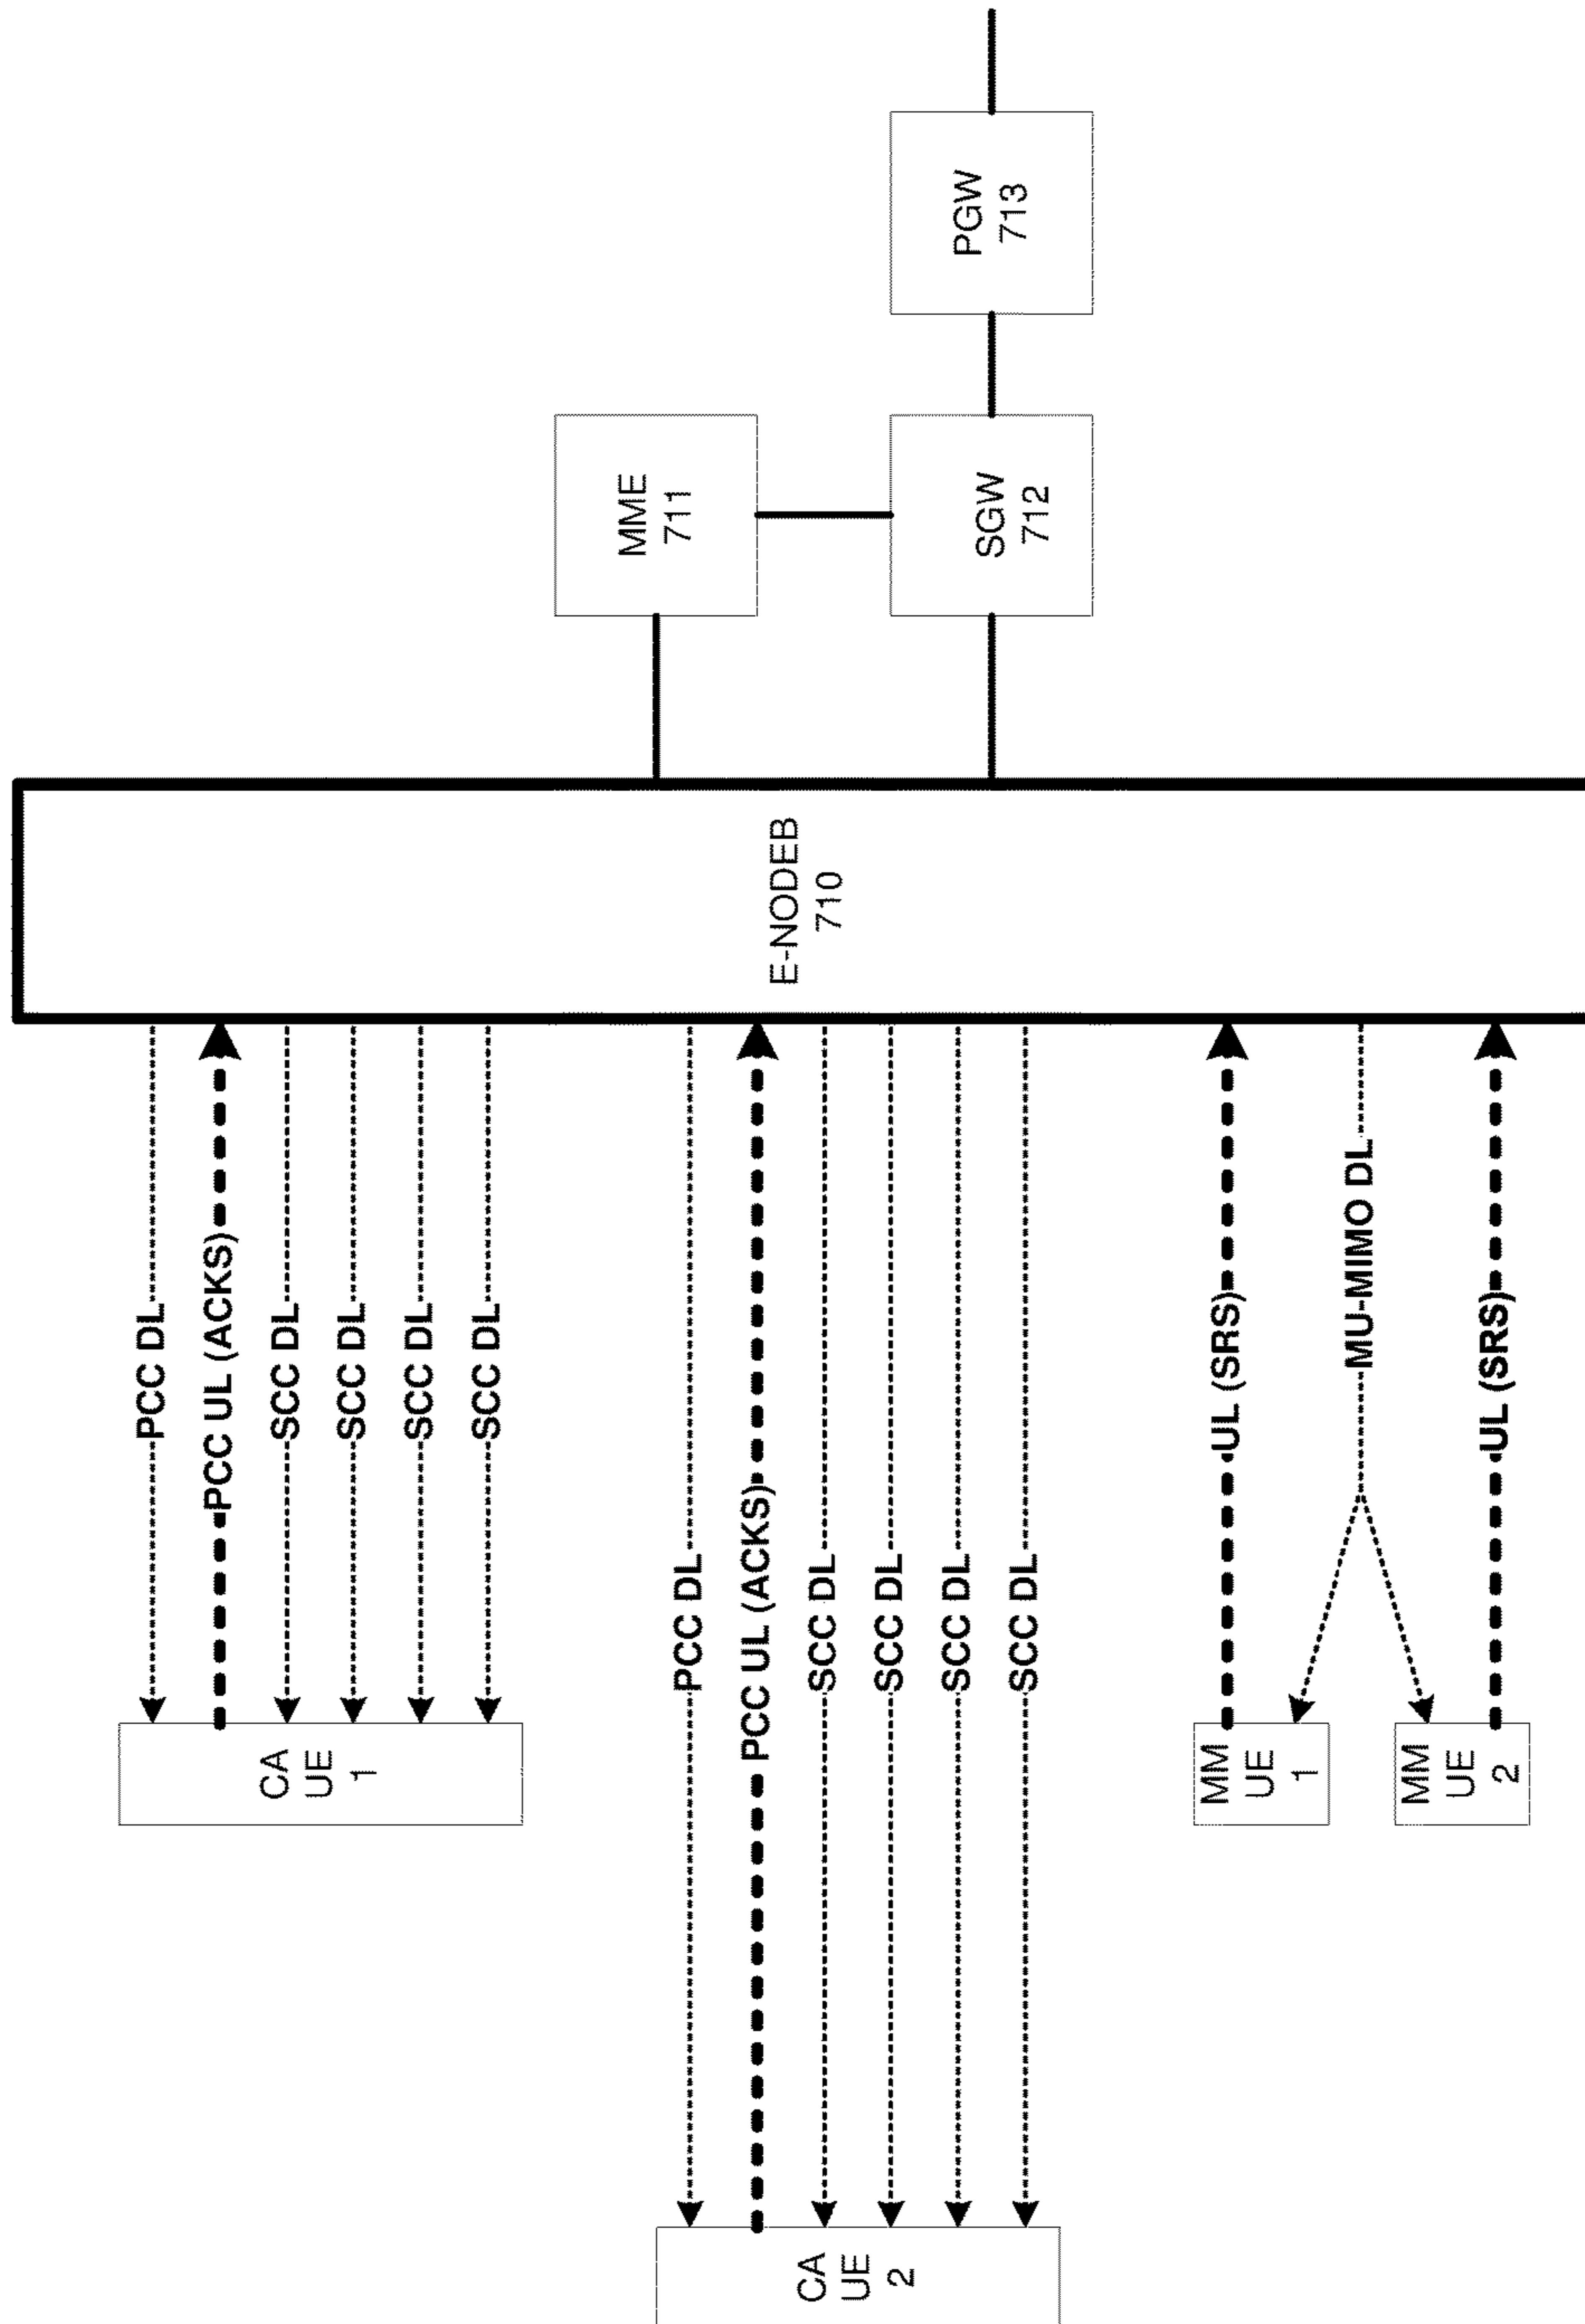 PCC DL
PCC UL (ACKS)
SCC DL
SCC DL
SCC DL
SCC DL
CA
UE
1
PCC DL
PCC UL (ACKS)
SCC DL
SCC DL
SCC DL
SCC DL
CA
UE
2
UL (SRS)
MU-MIMO DL
UL (SRS)
MM
UE
1
MM
UE
2
E-NODEB
710
MME
711
SGW
712
PGW
713